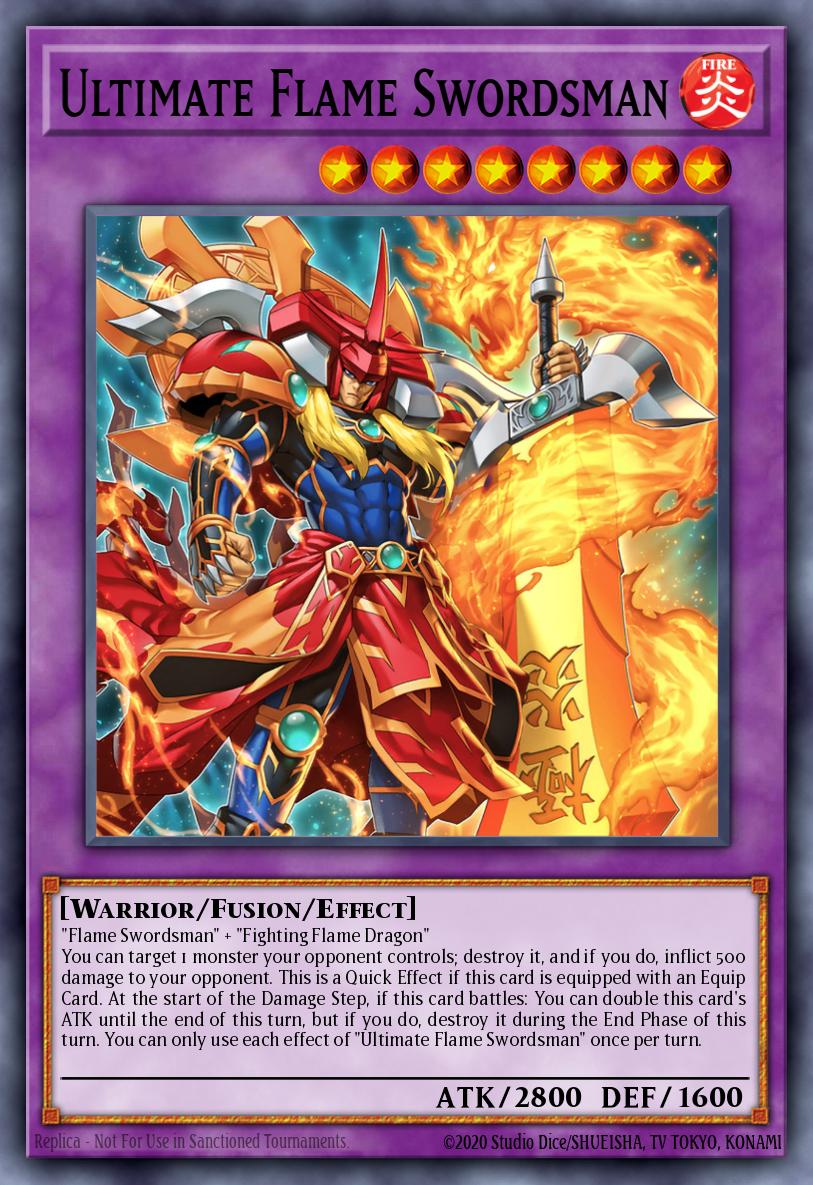 ULTIMATE FLAME SWORDSMAN
FIRE
炎
極炎
[WARRIOR/FUSION/EFFECT]
"Flame Swordsman" + "Fighting Flame Dragon"
You can target 1 monster your opponent controls; destroy it, and if you do, inflict 500
damage to your opponent. This is a Quick Effect if this card is equipped with an Equip
Card. At the start of the Damage Step, if this card battles: You can double this card's
ATK until the end of this turn, but if you do, destroy it during the End Phase of this
turn. You can only use each effect of "Ultimate Flame Swordsman" once per turn.
ATK/2800 DEF/1600
Replica - Not For Use in Sanctioned Tournaments.
©2020 Studio Dice/SHUEISHA, TV TOKYO, KONAMI